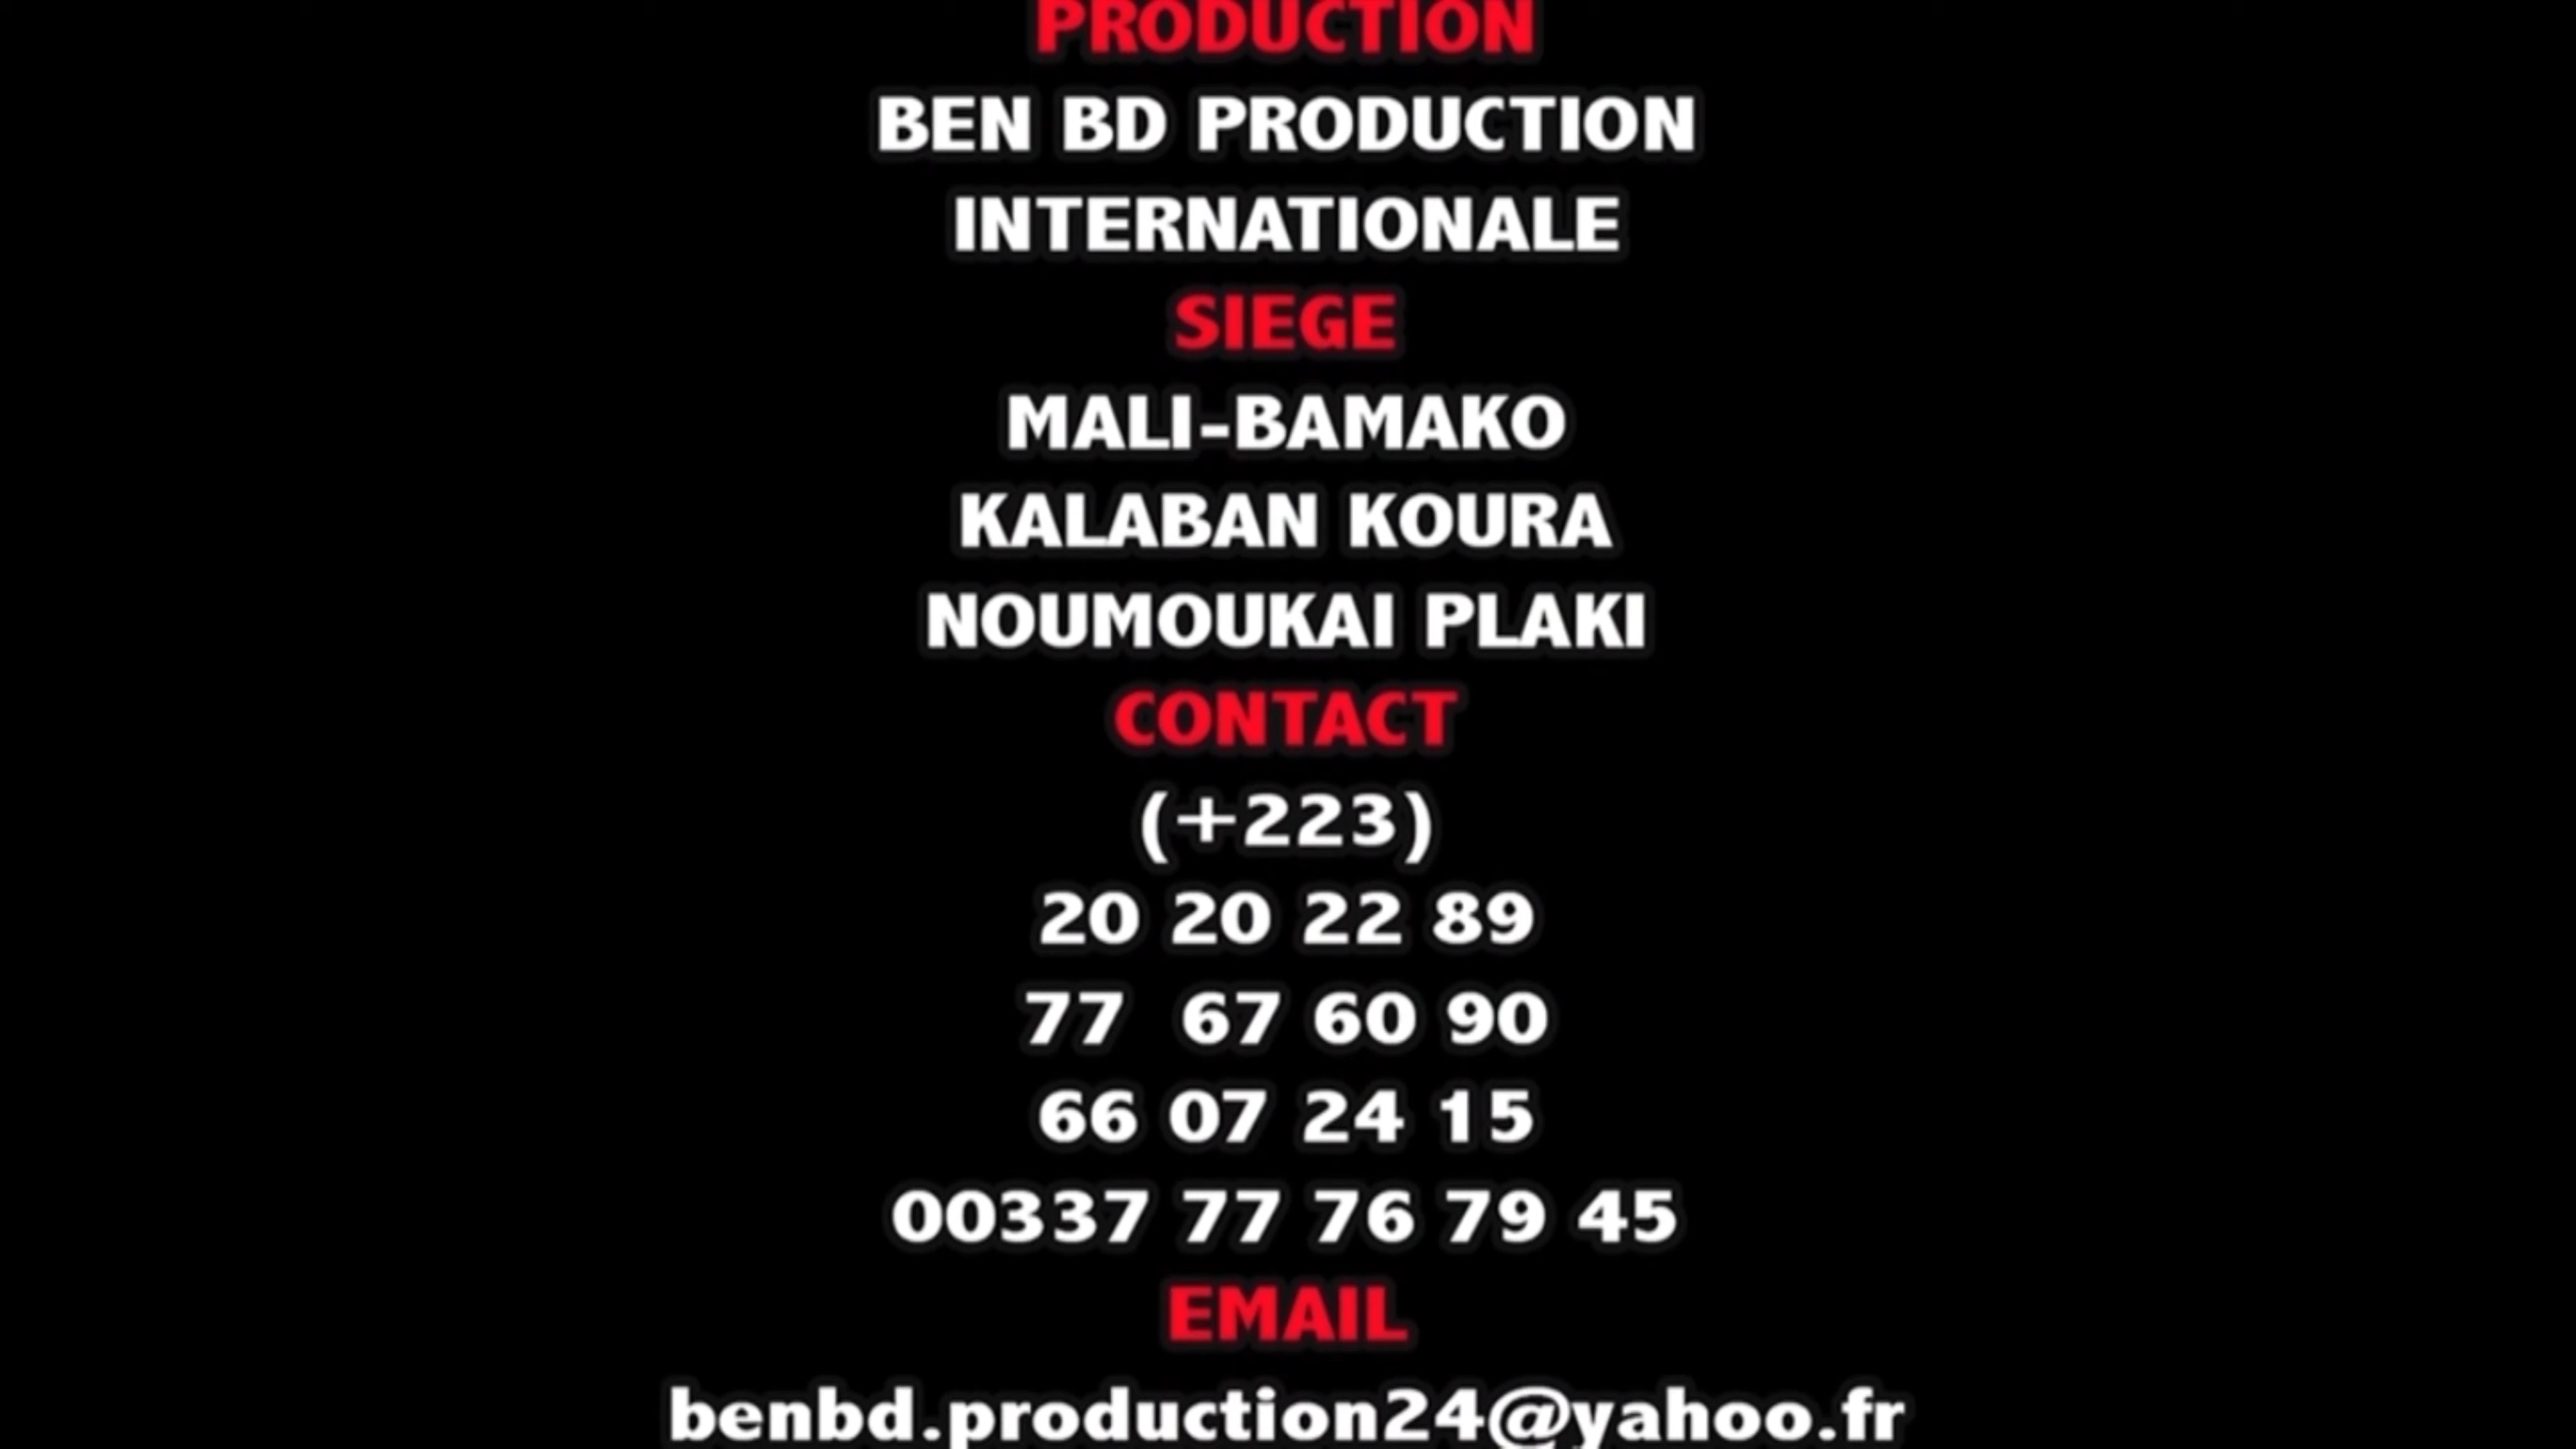 PRODUCTION
BEN BD PRODUCTION
INTERNATIONALE
SIEGE
MALI-BAMAKO
KALABAN KOURA
NOUMOUKAI PLAKI
CONTACT
(+223)
20 20 22 89
77 67 60 90
66 07 24 15
00337 77 76 79 45
EMAIL
benbd.production24@yahoo.fr